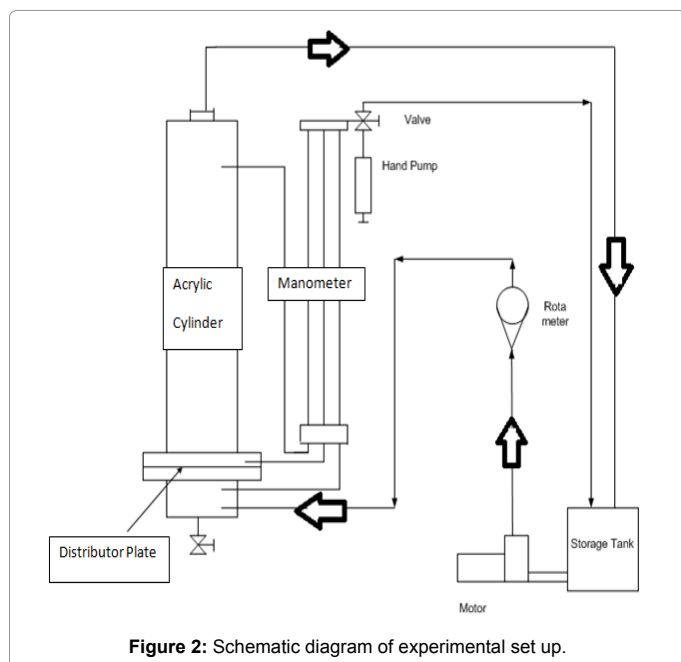 Valve
Hand Pump
Acrylic
Cylinder
Manometer
Rota
meter
Distributor Plate
Storage Tank
Motor
Figure 2: Schematic diagram of experimental set up.